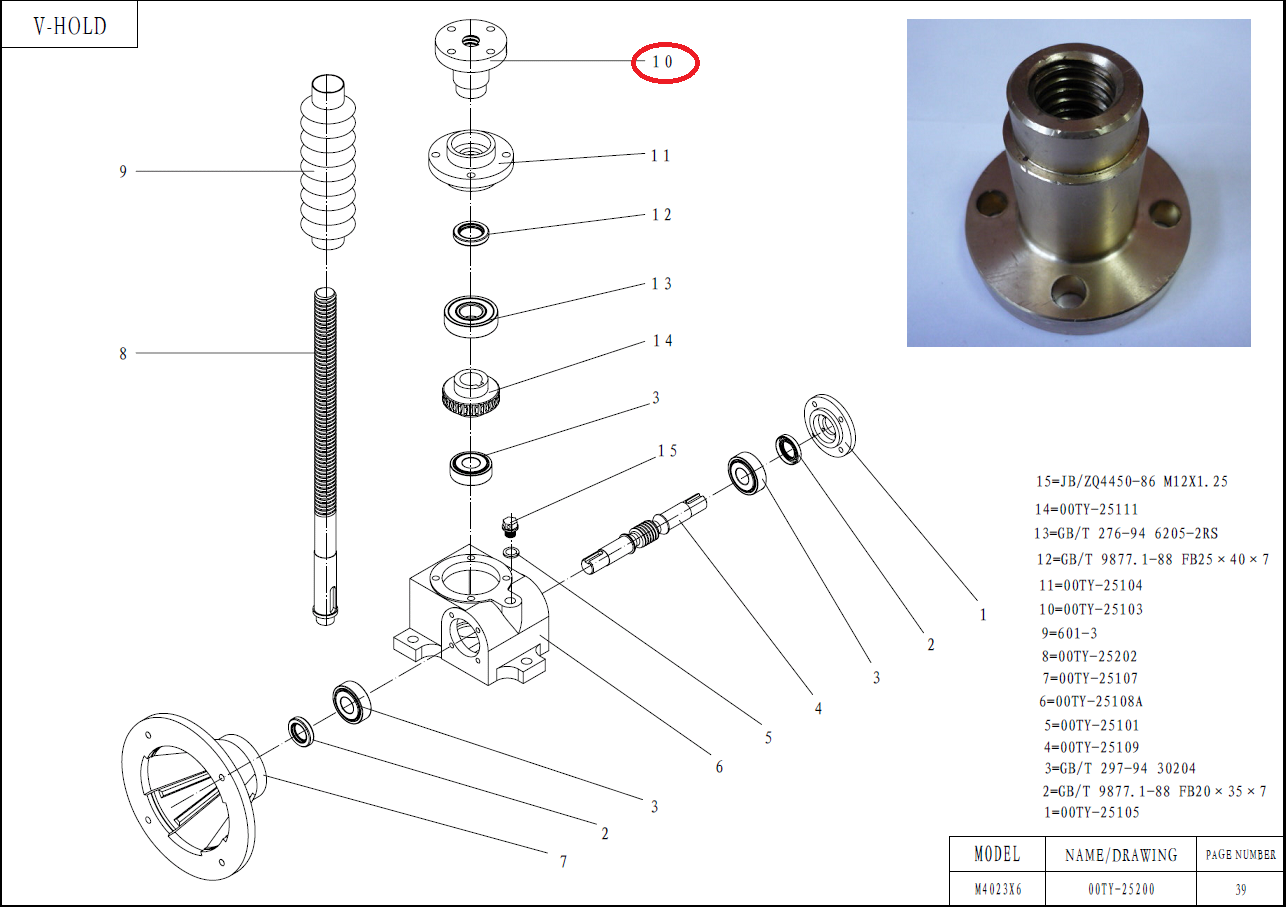 V-HOLD
10
11
9
12
13
8
14
3
15
15=JB/ZQ4450-86 M12X1.25
14=00TY-25111
13=GB/T 276-94 6205-2RS
12=GB/T 9877.1-88 FB25×40×7
11=00TY-25104
10=00TY-25103
9=601-3
8=00TY-25202
7=00TY-25107
6=00TY-25108A
5=00TY-25101
4=00TY-25109
3=GB/T 297-94 30204
2=GB/T 9877.1-88 FB20×35×7
1=00TY-25105
1
2
3
4
5
6
3
2
7
MODEL NAME/DRAWING PAGE NUMBER
M4023X6 00TY-25200 39